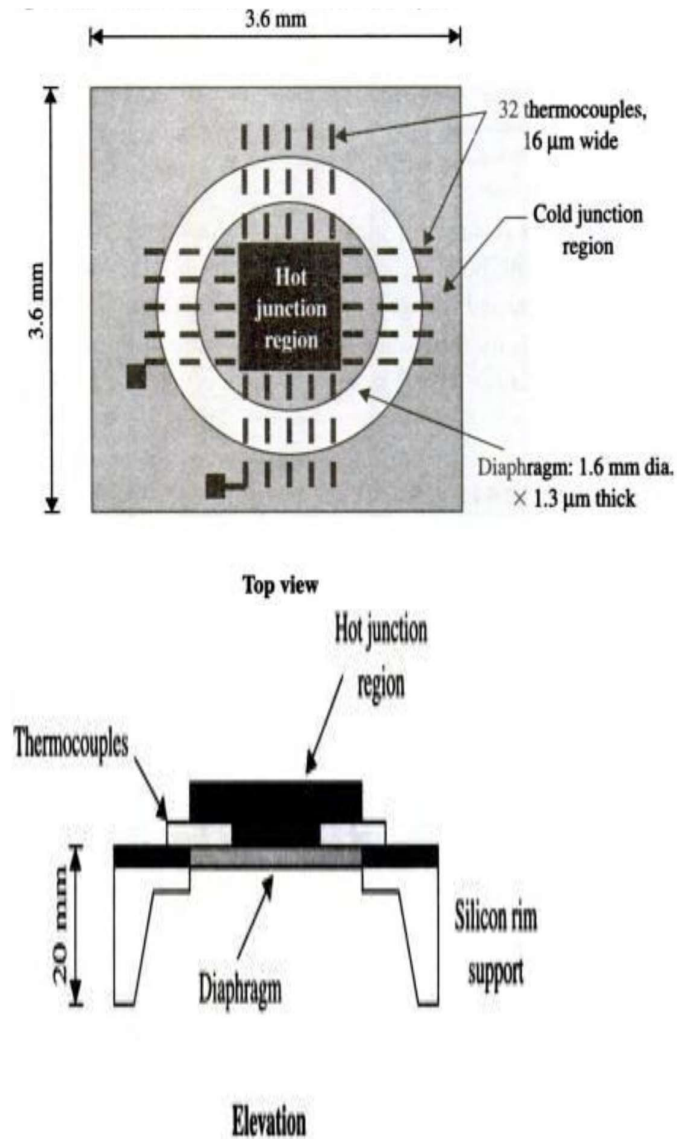 3.6 mm
3.6 mm
32 thermocouples,
16 μm wide
Cold junction
region
Hot
junction
region
Diaphragm: 1.6 mm dia.
× 1.3 μm thick
Top view
Hot junction
region
Thermocouples
20 mm
Silicon rim
support
Diaphragm
Elevation